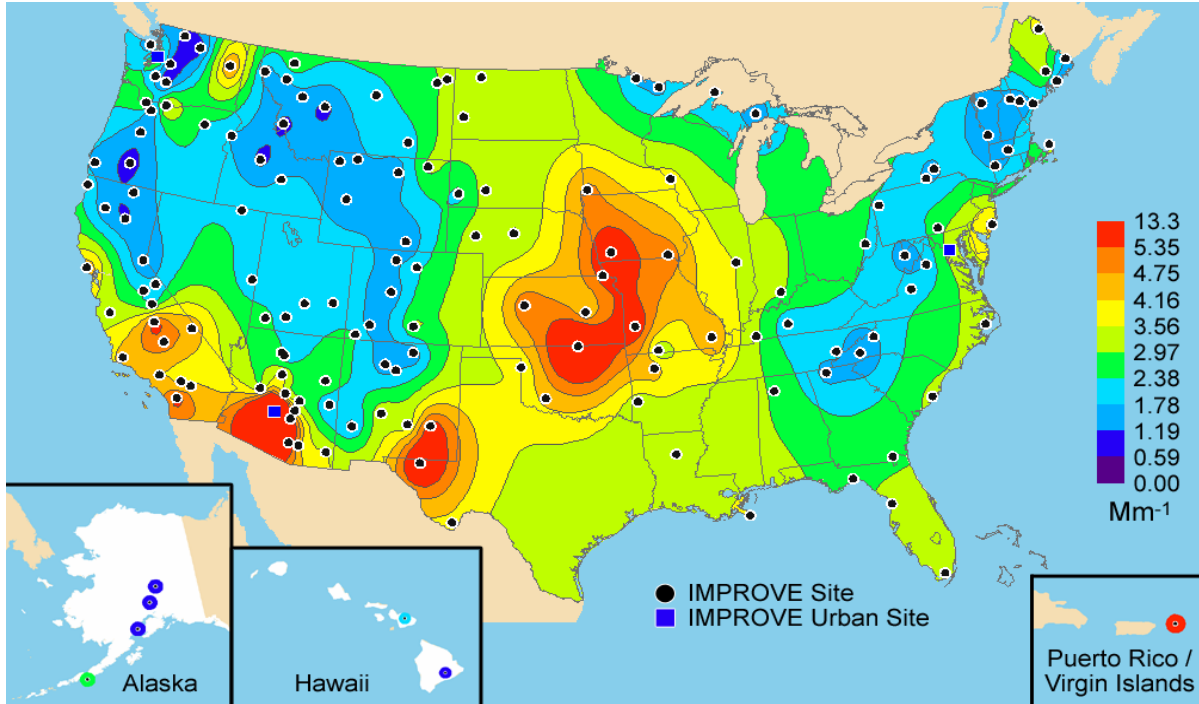 13.3
5.35
4.75
4.16
3.56
2.97
2.38
1.78
1.19
0.59
0.00
Mm-1
IMPROVE Site
IMPROVE Urban Site
Alaska
Hawaii
Puerto Rico /
Virgin Islands